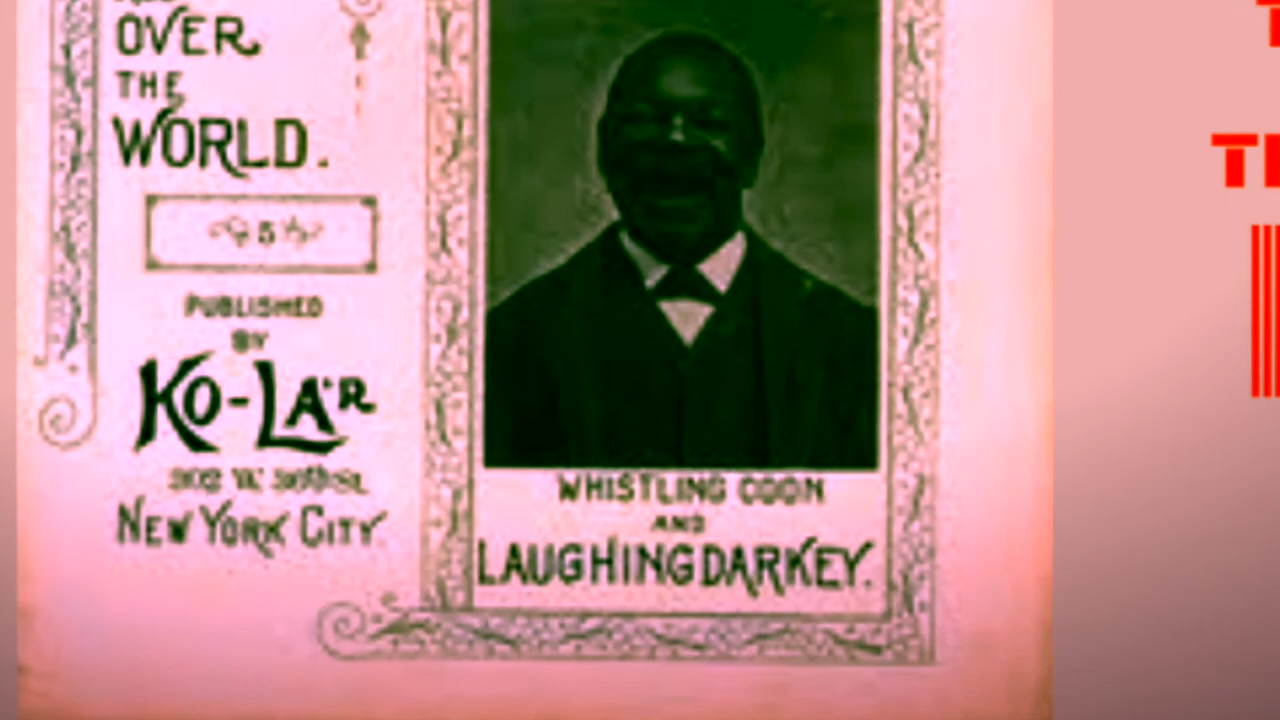 OVER
THE
WORLD.
5
PUBLISHED
BY
KO-LA'R
NEW YORK CITY.
WHISTLING COON
AND
LAUGHING DARKEY.